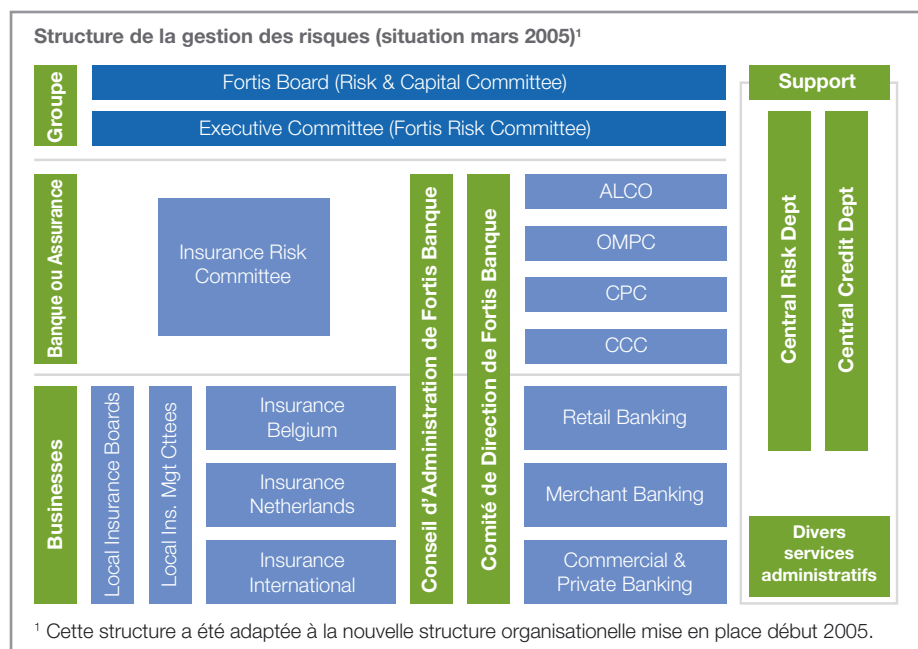 Structure de la gestion des risques (situation mars 2005)¹
Groupe
Fortis Board (Risk & Capital Committee)
Executive Committee (Fortis Risk Committee)
Support
Banque ou Assurance
Insurance Risk
Committee
Conseil d'Administration de Fortis Banque
Comité de Direction de Fortis Banque
ALCO
OMPC
CPC
CCC
Central Risk Dept
Central Credit Dept
Businesses
Local Insurance Boards
Local Ins. Mgt Cttees
Insurance
Belgium
Insurance
Netherlands
Insurance
International
Retail Banking
Merchant Banking
Commercial &
Private Banking
Divers
services
administratifs
¹ Cette structure a été adaptée à la nouvelle structure organisationelle mise en place début 2005.